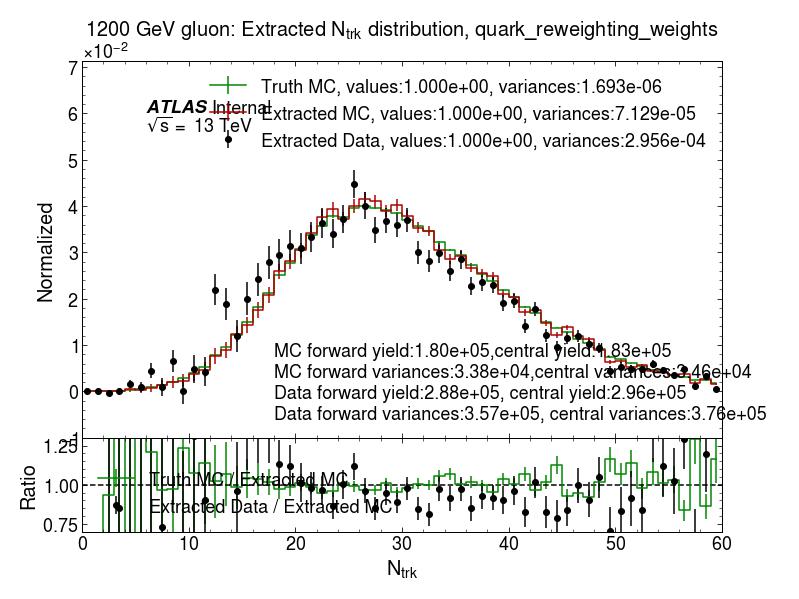 1200 GeV gluon: Extracted Ntrk distribution, quark_reweighting_weights
×10−2
Truth MC, values:1.000e+00, variances:1.693e-06
ATLAS Internal
Extracted MC, values:1.000e+00, variances:7.129e-05
√s = 13 TeV
Extracted Data, values:1.000e+00, variances:2.956e-04
7
6
5
4
3
2
1
0
Normalized
MC forward yield:1.80e+05,central yield:1.83e+05
MC forward variances:3.38e+04,central variances:3.46e+04
Data forward yield:2.88e+05, central yield:2.96e+05
Data forward variances:3.57e+05, central variances:3.76e+05
1.25
1.00
0.75
Ratio
Truth MC / Extracted MC
Extracted Data / Extracted MC
0 10 20 30 40 50 60
Ntrk